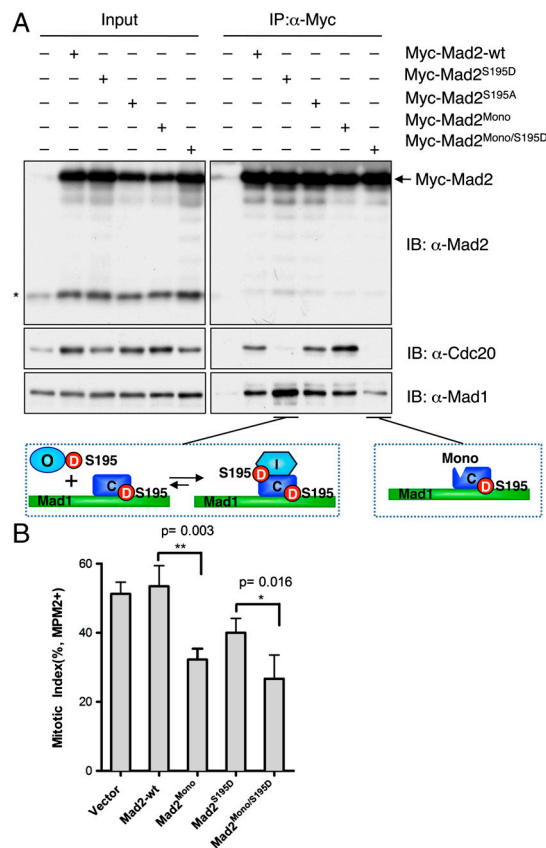 A
Input IP:α-Myc
– + – – – – – + – – – – Myc-Mad2-wt
– – + – – – – – + – – – Myc-Mad2S195D
– – – + – – – – – + – – Myc-Mad2S195A
– – – – + – – – – – + – Myc-Mad2Mono
– – – – – + – – – – – + Myc-Mad2Mono/S195D
Myc-Mad2
IB: α-Mad2
*
IB: α-Cdc20
IB: α-Mad1
O D S195 + C D S195 Mad1
I S195 D C D S195 Mad1
Mono
C D S195
Mad1
B
p= 0.003
**
p= 0.016
*
Mitotic Index(%, MPM2+)
60
40
20
0
Vector
Mad2-wt
Mad2Mono
Mad2S195D
Mad2Mono/S195D